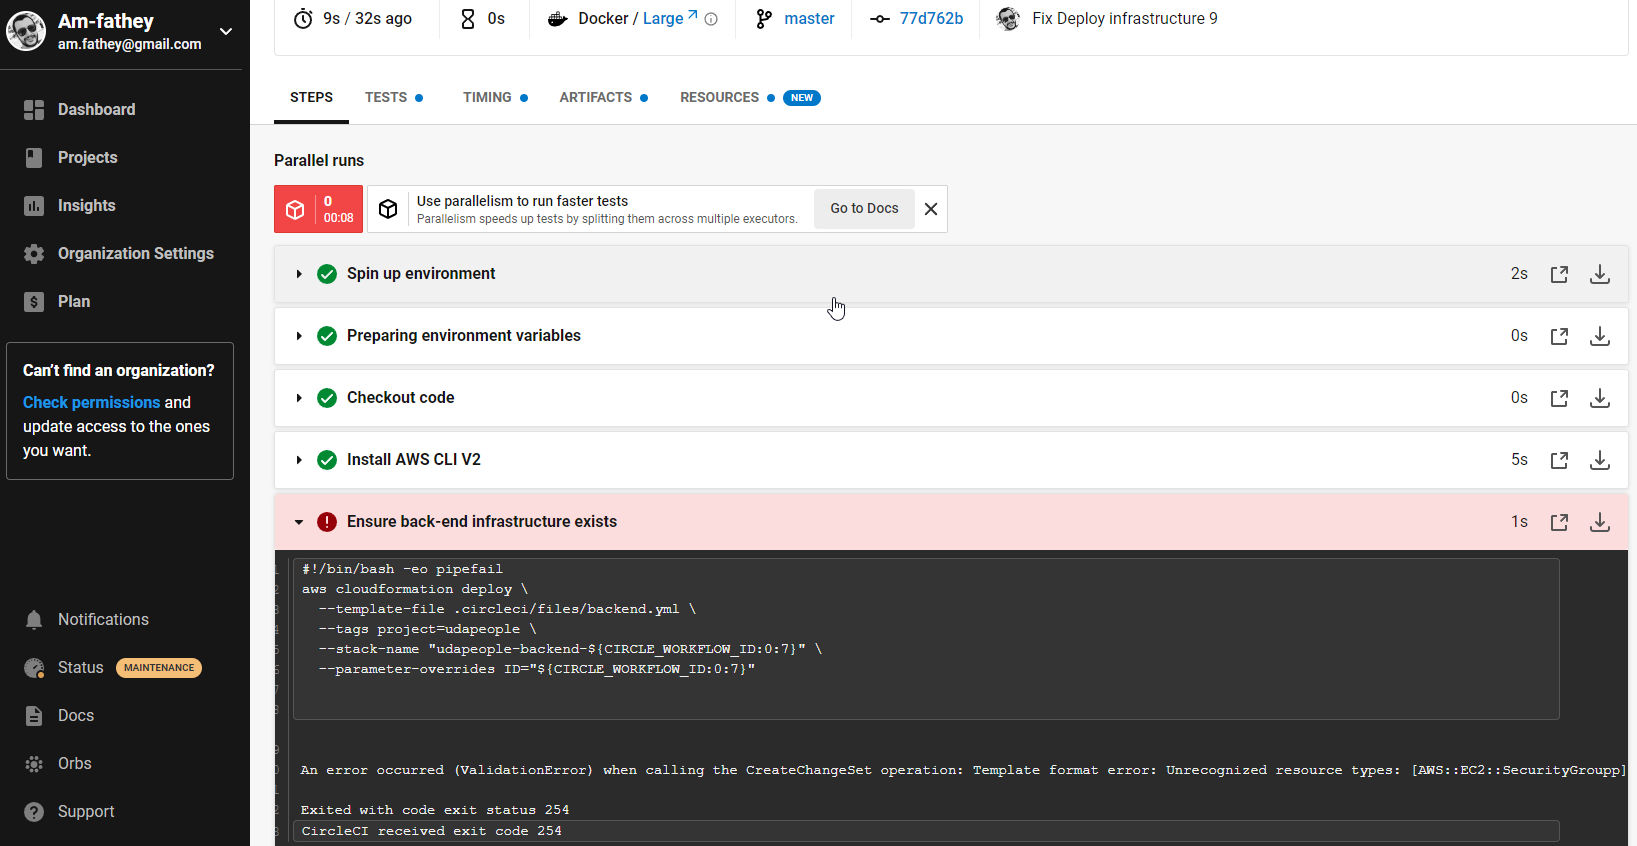 Am-fathey
am.fathey@gmail.com
Dashboard
Projects
Insights
Organization Settings
Plan
Can't find an organization?
Check permissions and
update access to the ones
you want.
Notifications
Status MAINTENANCE
Docs
Orbs
Support
9s / 32s ago
0s
Docker / Large
master
77d762b
Fix Deploy infrastructure 9
STEPS
TESTS
TIMING
ARTIFACTS
RESOURCES NEW
Parallel runs
0
00:08
Use parallelism to run faster tests
Parallelism speeds up tests by splitting them across multiple executors.
Go to Docs
Spin up environment 2s
Preparing environment variables 0s
Checkout code 0s
Install AWS CLI V2 5s
Ensure back-end infrastructure exists 1s
#!/bin/bash -eo pipefail
aws cloudformation deploy \
--template-file .circleci/files/backend.yml \
--tags project=udapeople \
--stack-name "udapeople-backend-${CIRCLE_WORKFLOW_ID:0:7}" \
--parameter-overrides ID="${CIRCLE_WORKFLOW_ID:0:7}"
An error occurred (ValidationError) when calling the CreateChangeSet operation: Template format error: Unrecognized resource types: [AWS::EC2::SecurityGroupp]
Exited with code exit status 254
CircleCI received exit code 254